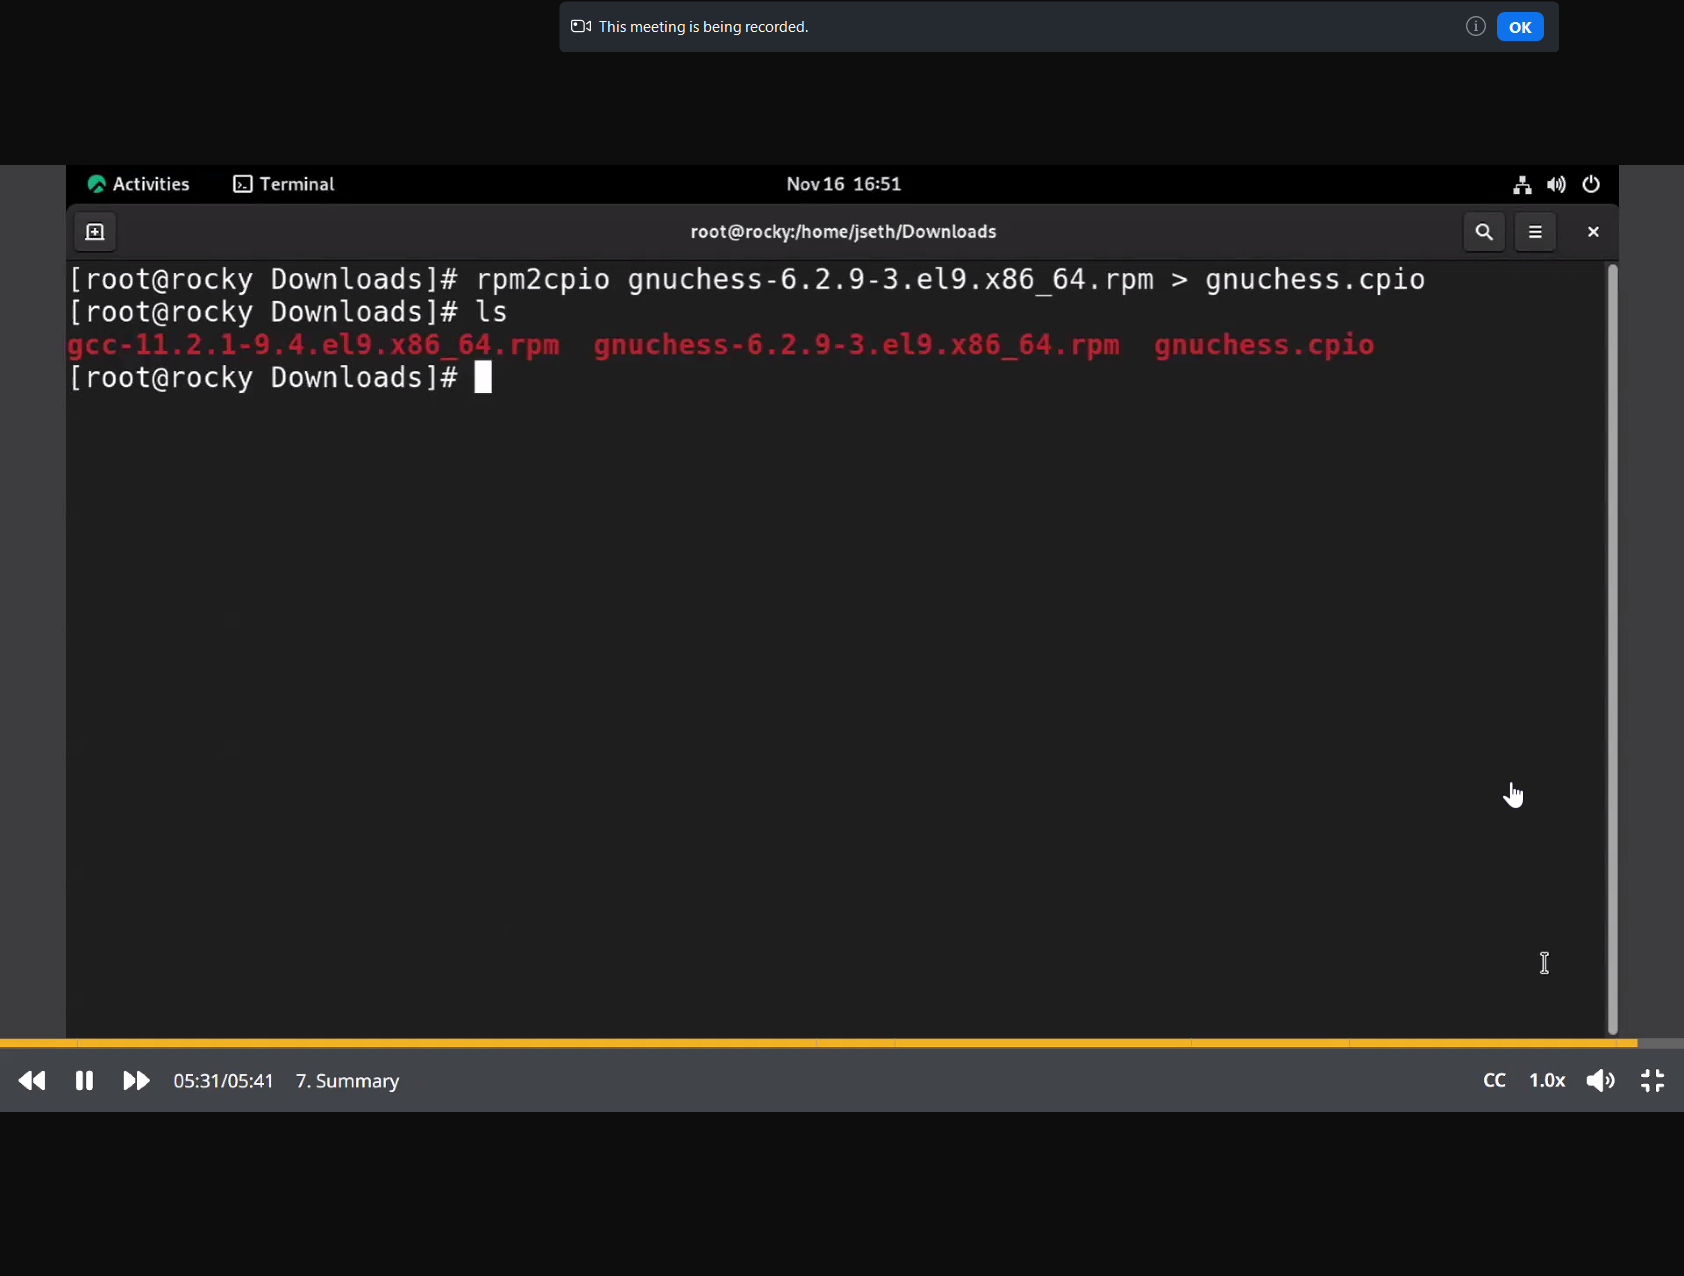 This meeting is being recorded.
OK
Activities
Terminal
Nov 16 16:51
root@rocky:/home/jseth/Downloads
[root@rocky Downloads]# rpm2cpio gnuchess-6.2.9-3.el9.x86_64.rpm > gnuchess.cpio
[root@rocky Downloads]# ls
gcc-11.2.1-9.4.el9.x86_64.rpm  gnuchess-6.2.9-3.el9.x86_64.rpm  gnuchess.cpio
[root@rocky Downloads]#
05:31/05:41
7. Summary
CC
1.0x